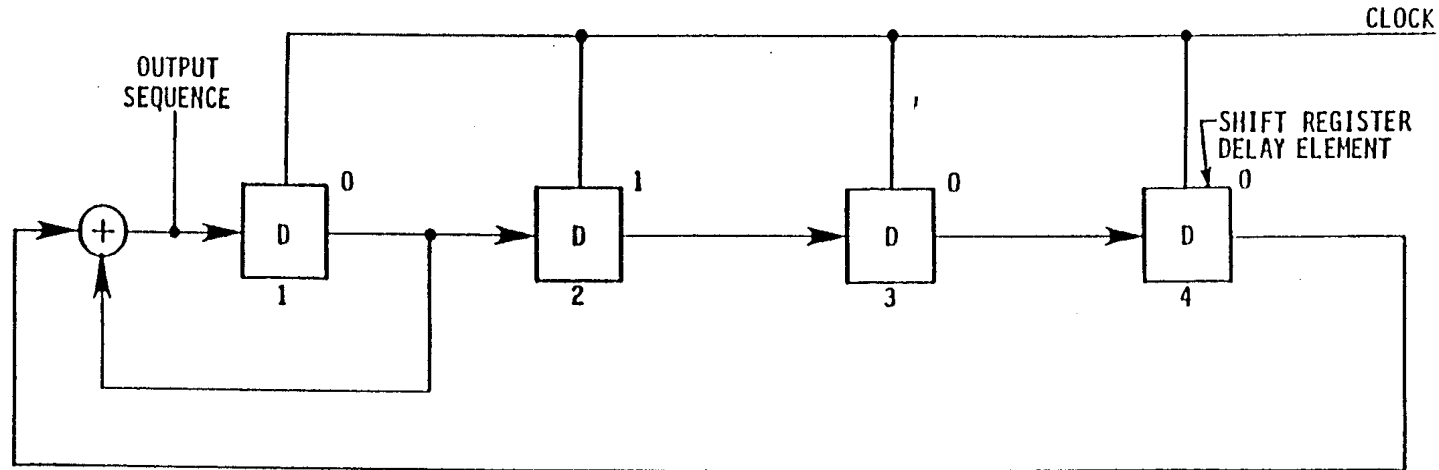 CLOCK
OUTPUT
SEQUENCE
SHIFT REGISTER
DELAY ELEMENT
0
1
0
0
+
D
D
D
D
1
2
3
4